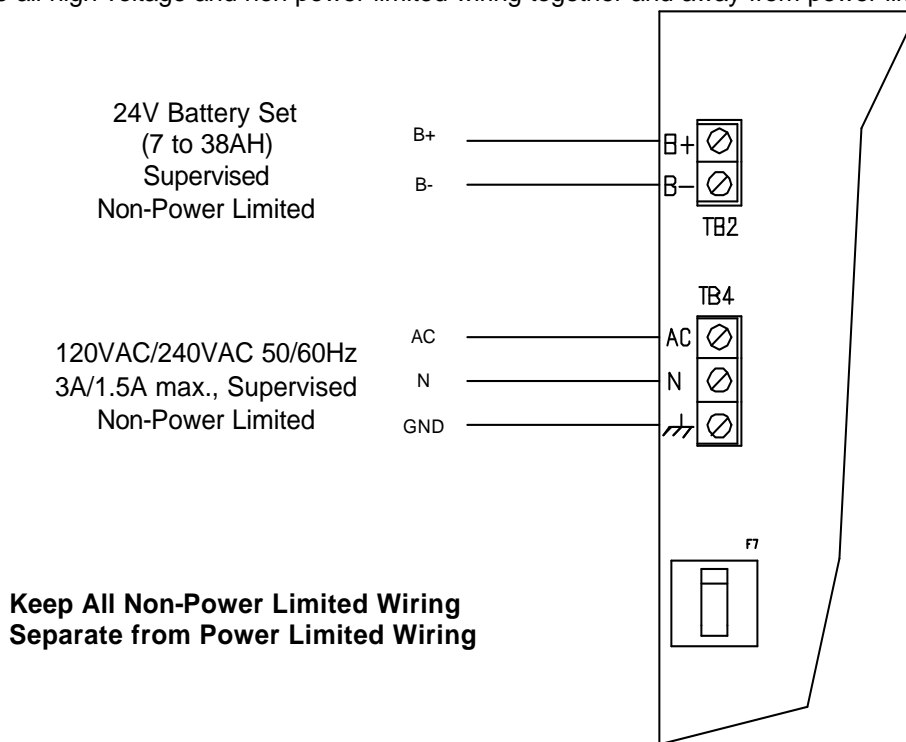 all high voltage and non power limited wiring together and away from power lim
24V Battery Set
(7 to 38AH)
Supervised
Non-Power Limited
B+
B-
B+
B-
TB2
TB4
120VAC/240VAC 50/60Hz
3A/1.5A max., Supervised
Non-Power Limited
AC
N
GND
AC
N
F7
Keep All Non-Power Limited Wiring
Separate from Power Limited Wiring